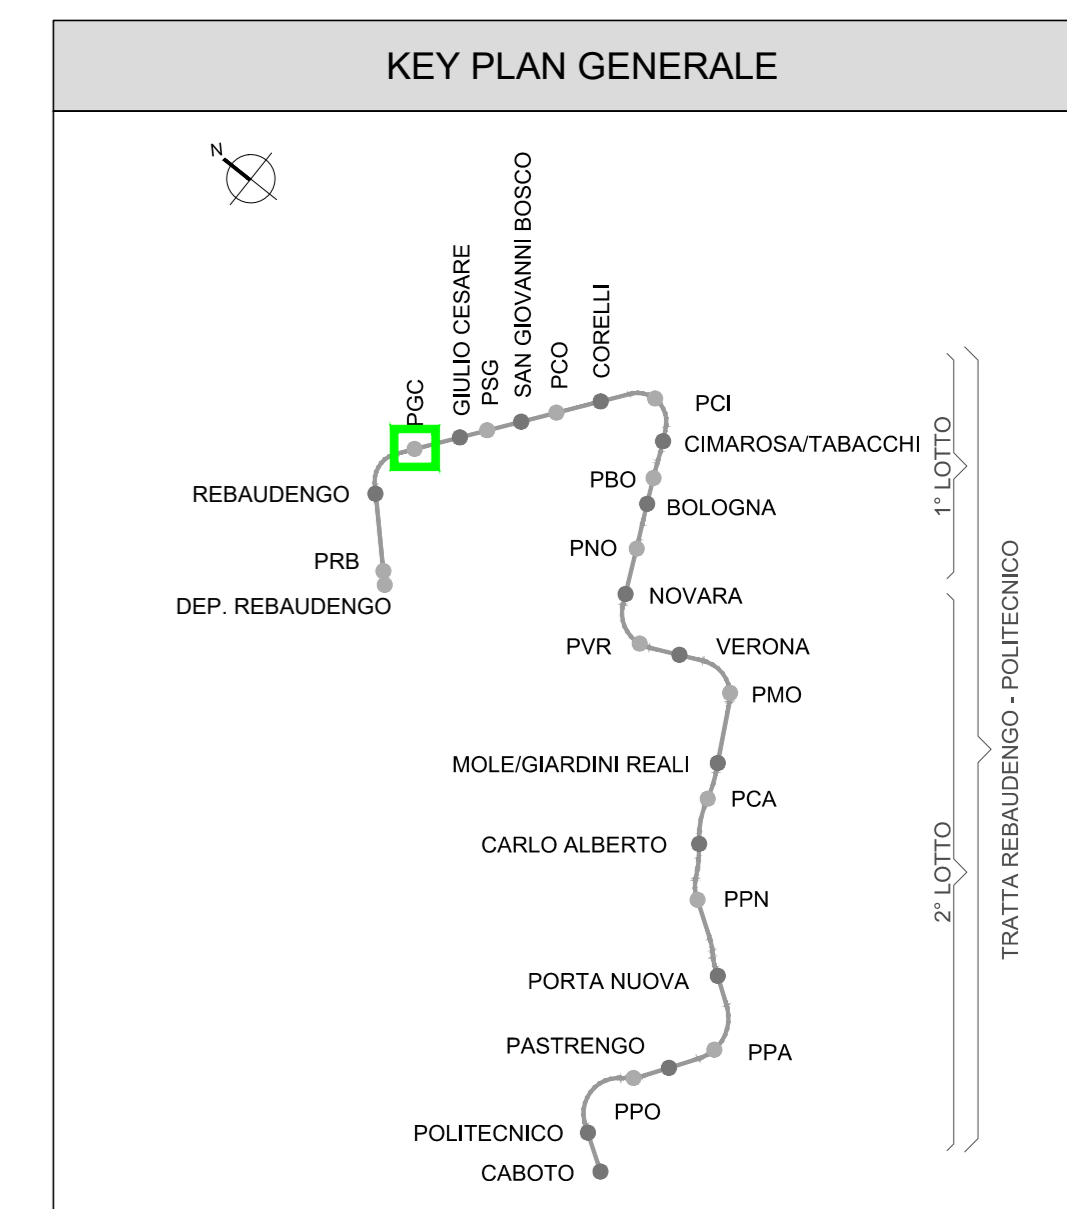 KEY PLAN GENERALE
N
SAN GIOVANNI BOSCO
GIULIO CESARE
CORELLI
PCO
PSG
PGC
PCI
CIMAROSA/TABACCHI
REBAUDENGO
PBO
BOLOGNA
PNO
PRB
DEP. REBAUDENGO
NOVARA
PVR
VERONA
PMO
MOLE/GIARDINI REALI
PCA
CARLO ALBERTO
PPN
PORTA NUOVA
PASTRENGO
PPA
PPO
POLITECNICO
CABOTO
1° LOTTO
2° LOTTO
TRATTA REBAUDENGO - POLITECNICO